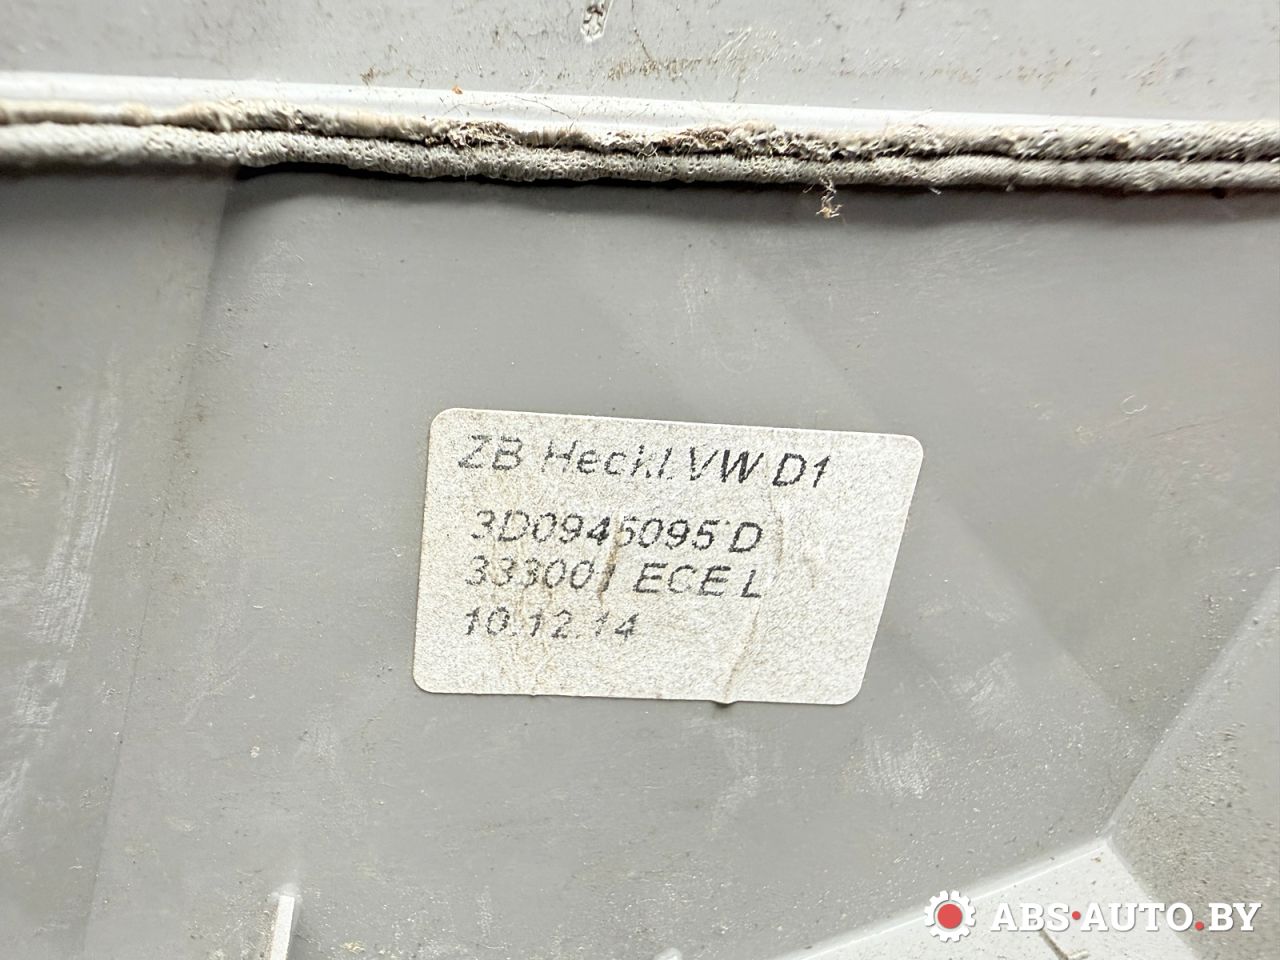 ZB Heckl.VW D1
3D0945095 D
333001 ECE L
10.12.14
ABS-AUTO.BY